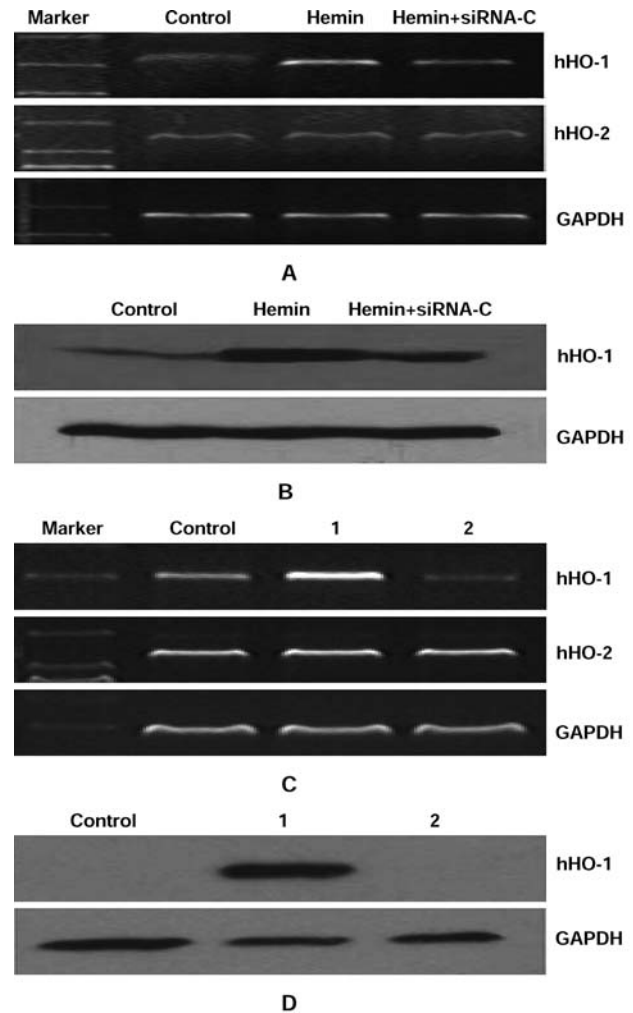 Marker Control Hemin Hemin+siRNA-C
hHO-1
hHO-2
GAPDH
A
Control Hemin Hemin+siRNA-C
hHO-1
GAPDH
B
Marker Control 1 2
hHO-1
hHO-2
GAPDH
C
Control 1 2
hHO-1
GAPDH
D